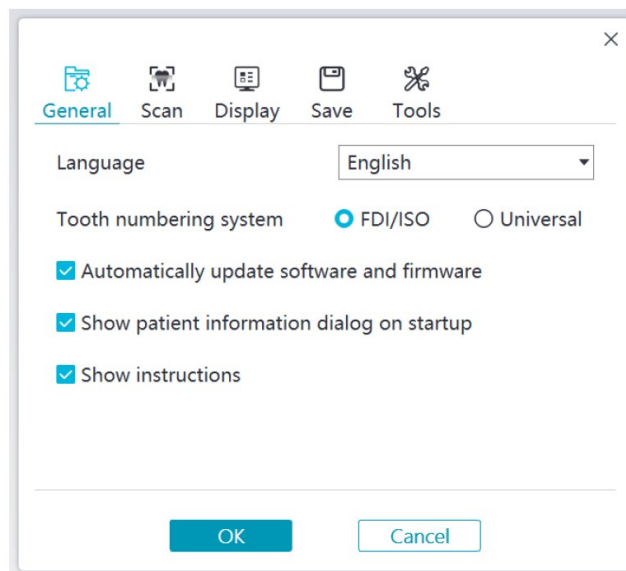 General Scan Display Save Tools
Language English
Tooth numbering system FDI/ISO Universal
Automatically update software and firmware
Show patient information dialog on startup
Show instructions
OK Cancel